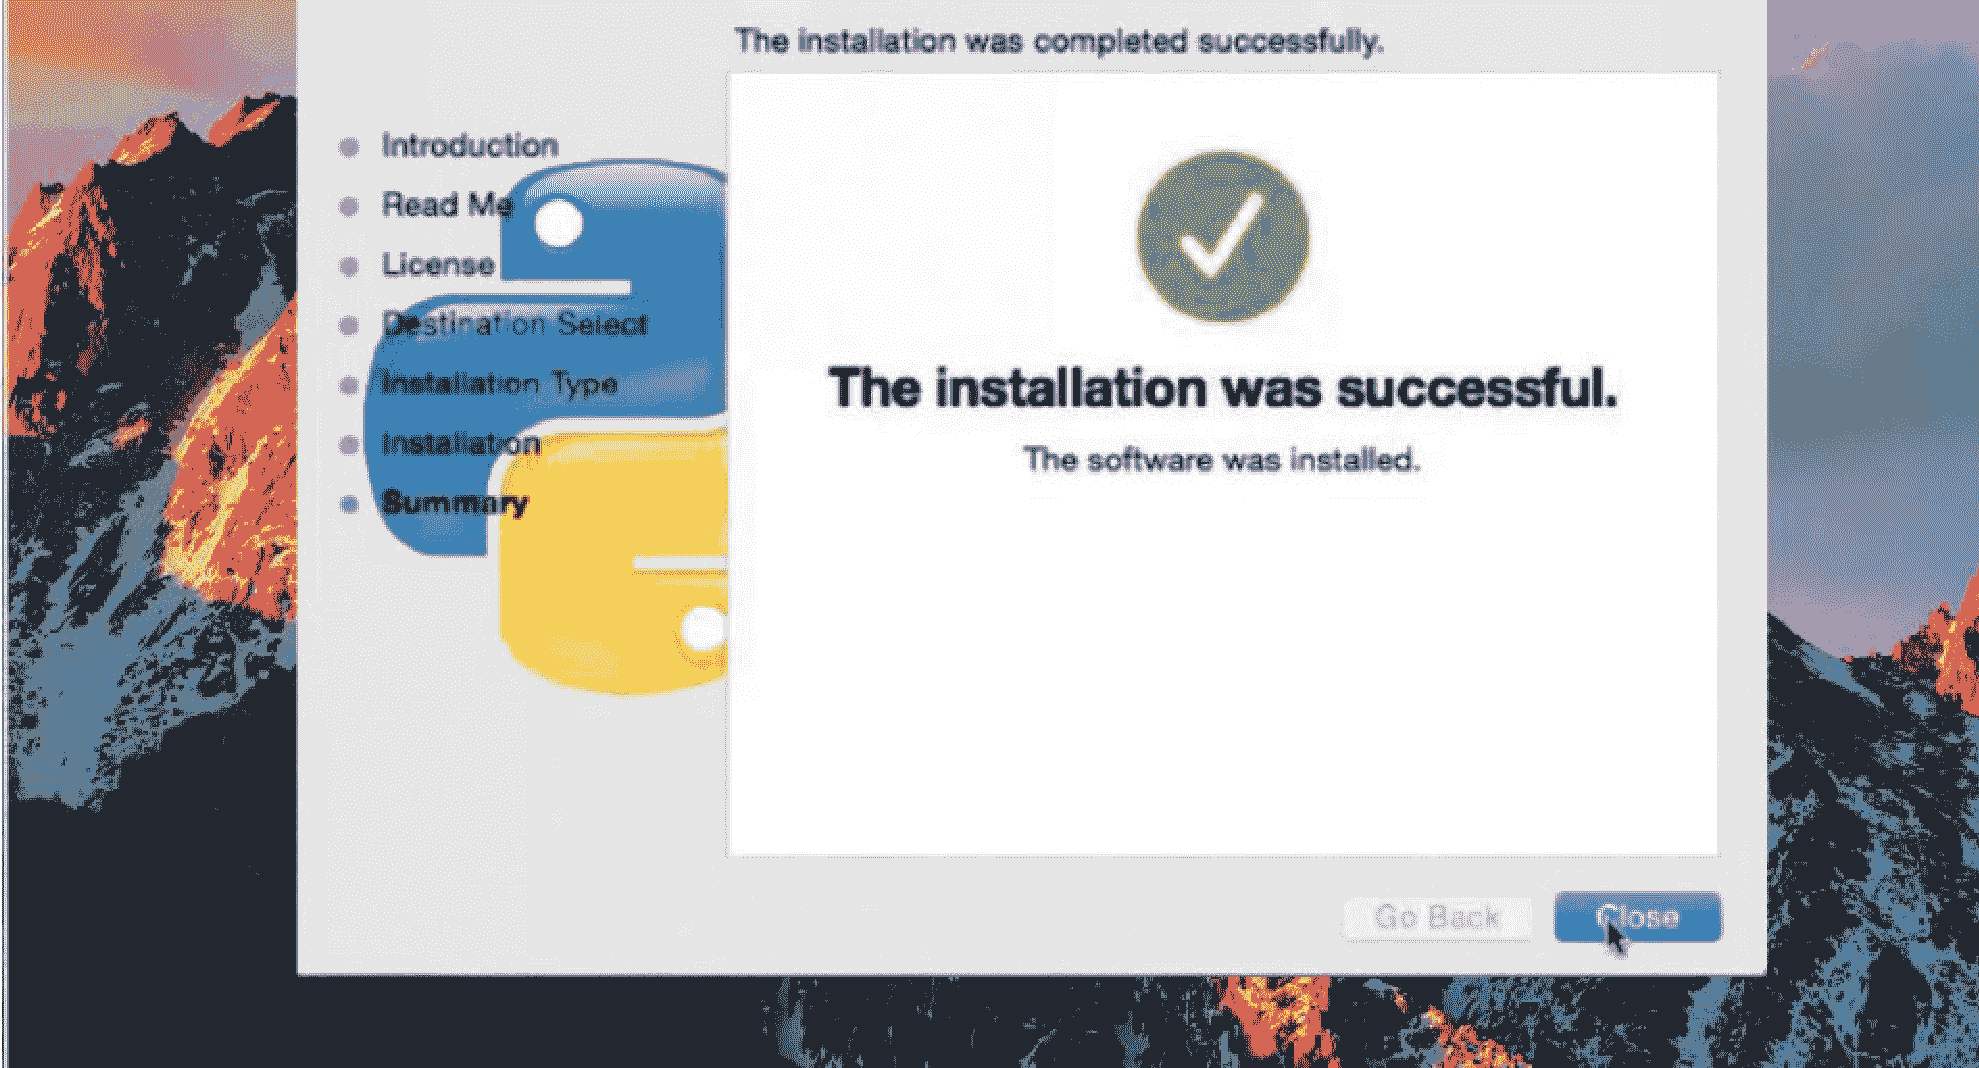 The installation was completed successfully.
Introduction
Read Me
License
Destination Select
Installation Type
Installation
Summary
The installation was successful.
The software was installed.
Go Back
Close